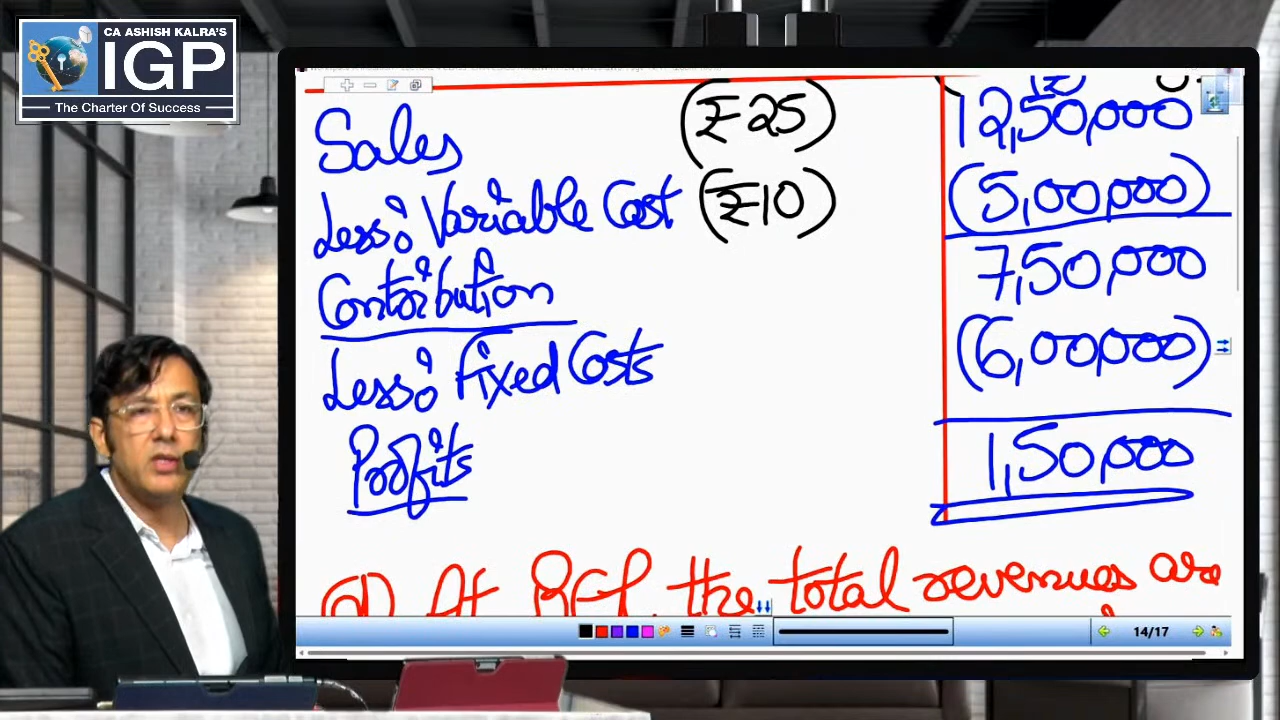 CA ASHISH KALRA'S
IGP
The Charter Of Success
Sales (₹25) 12,50,000
Less: Variable Cost (₹10) (5,00,000)
Contribution 7,50,000
Less: Fixed Costs (6,00,000)
Profits 1,50,000
At BEP, the total revenues are
14/17